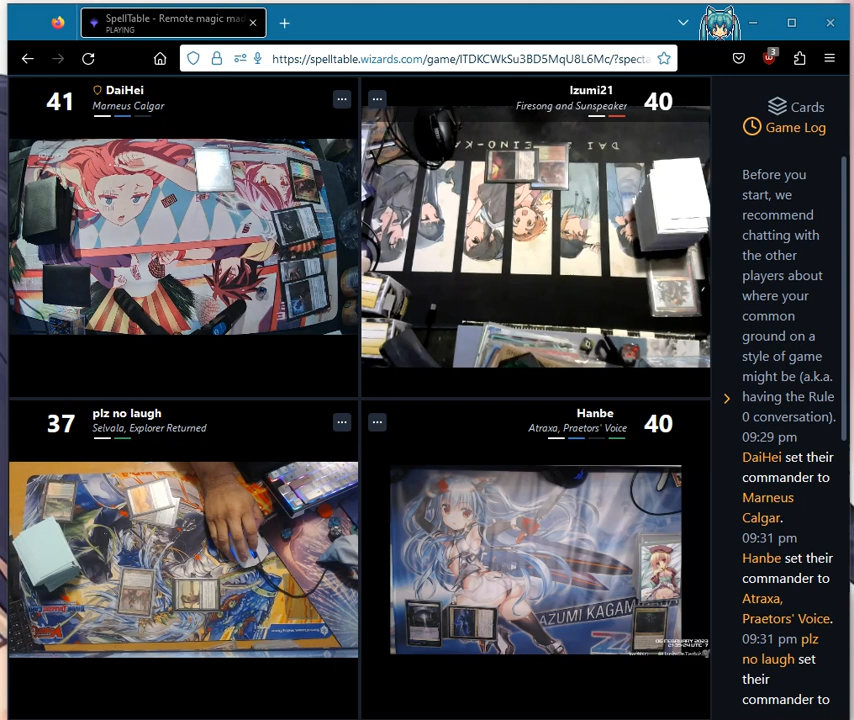 SpellTable - Remote magic mad
PLAYING
3
https://spelltable.wizards.com/game/ITDKCWkSu3BD5MqU8L6Mc/?specta
41
DaiHei
Marneus Calgar
Izumi21
Firesong and Sunspeaker
40
DAI
37
plz no laugh
Selvala, Explorer Returned
Hanbe
Atraxa, Praetors' Voice
40
AZUMI KAGAM
Cards
Game Log
Before you
start, we
recommend
chatting with
the other
players about
where your
common
ground on a
style of game
might be (a.k.a.
having the Rule
0 conversation).
09:29 pm
DaiHei set their
commander to
Marneus
Calgar.
09:31 pm
Hanbe set their
commander to
Atraxa,
Praetors' Voice.
09:31 pm plz
no laugh set
their
commander to